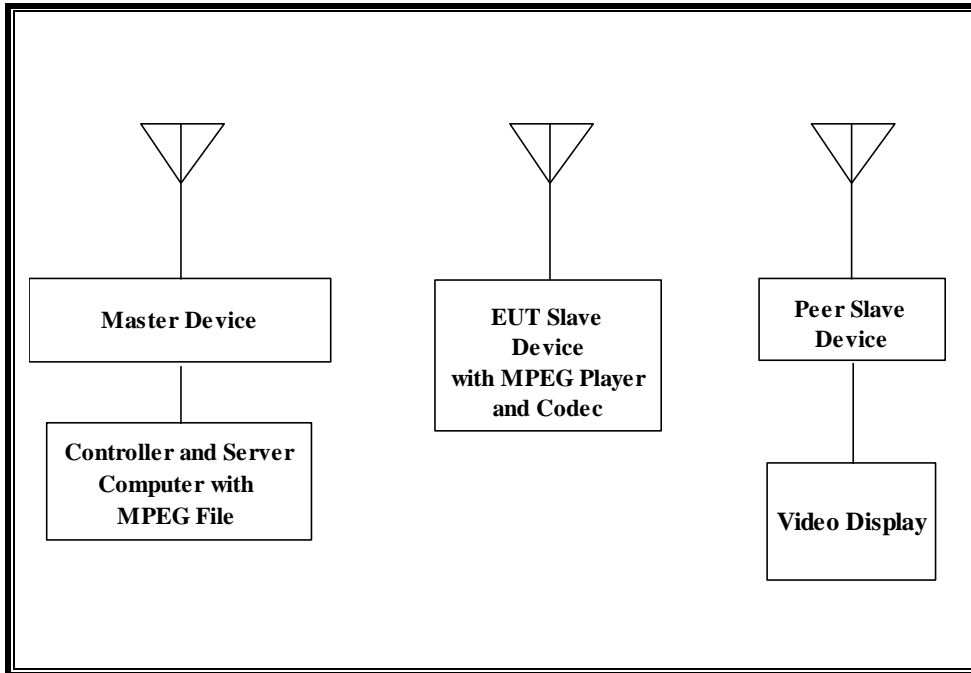 Master Device
Controller and Server
Computer with
MPEG File
EUT Slave
Device
with MPEG Player
and Codec
Peer Slave
Device
Video Display